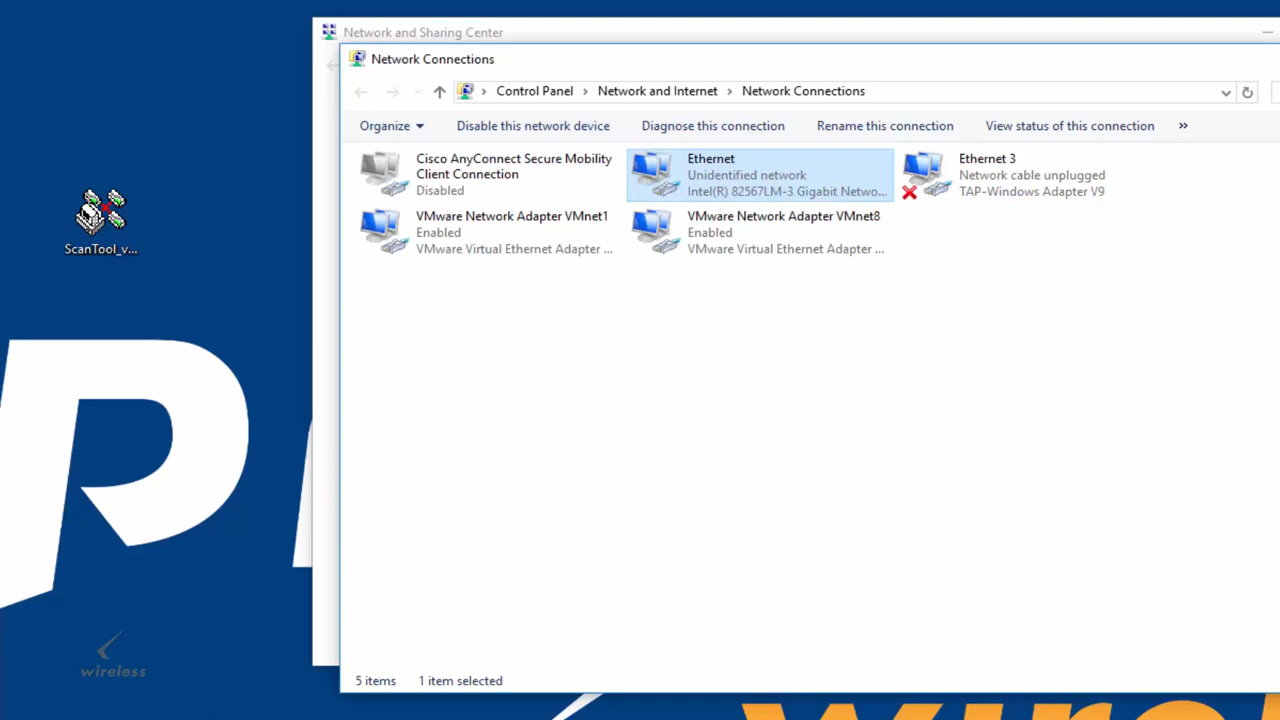 Network and Sharing Center
Network Connections
Control Panel > Network and Internet > Network Connections
Organize
Disable this network device
Diagnose this connection
Rename this connection
View status of this connection
»
Cisco AnyConnect Secure Mobility
Client Connection
Disabled
Ethernet
Unidentified network
Intel(R) 82567LM-3 Gigabit Netwo...
Ethernet 3
Network cable unplugged
TAP-Windows Adapter V9
VMware Network Adapter VMnet1
Enabled
VMware Virtual Ethernet Adapter ...
VMware Network Adapter VMnet8
Enabled
VMware Virtual Ethernet Adapter ...
ScanTool_v...
wireless
5 items
1 item selected